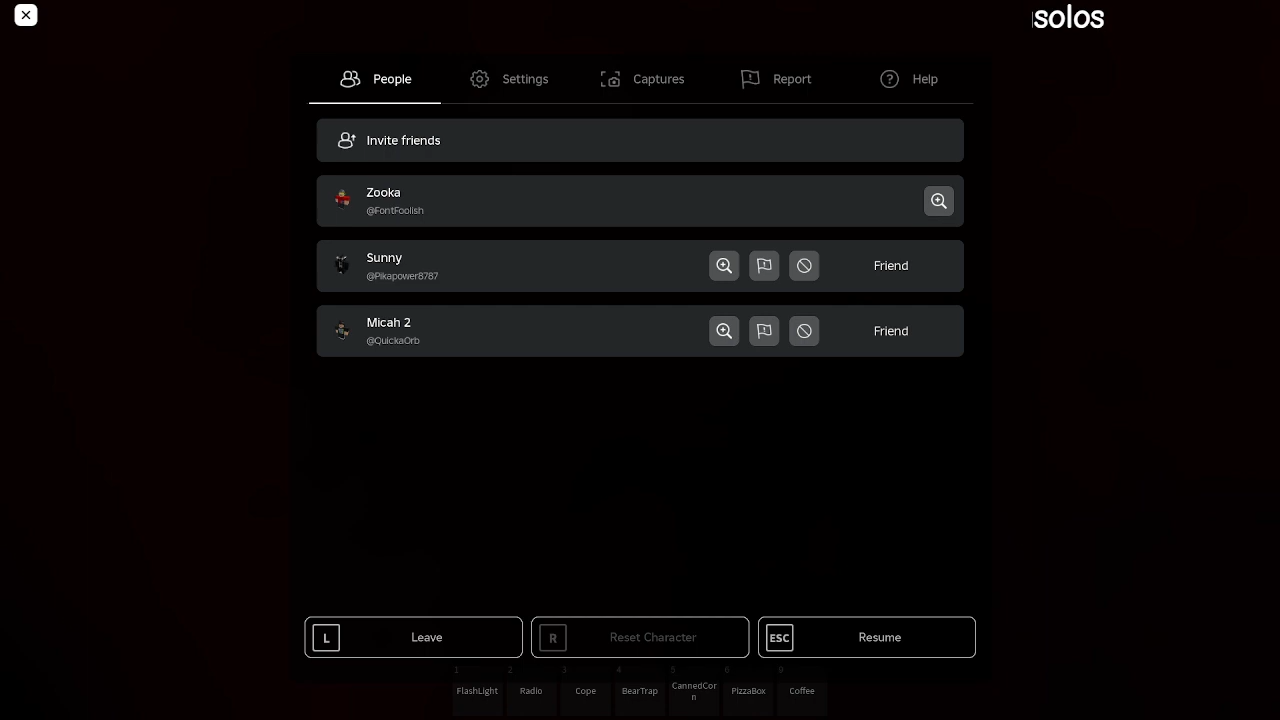 solos
People
Settings
Captures
Report
Help
Invite friends
Zooka
@FontFoolish
Sunny
@Pikapower8787
Friend
Micah 2
@QuickaOrb
Friend
L
Leave
R
Reset Character
ESC
Resume
1
2
3
4
5
6
FlashLight
Radio
Cope
BearTrap
CannedCor
n
PizzaBox
Coffee